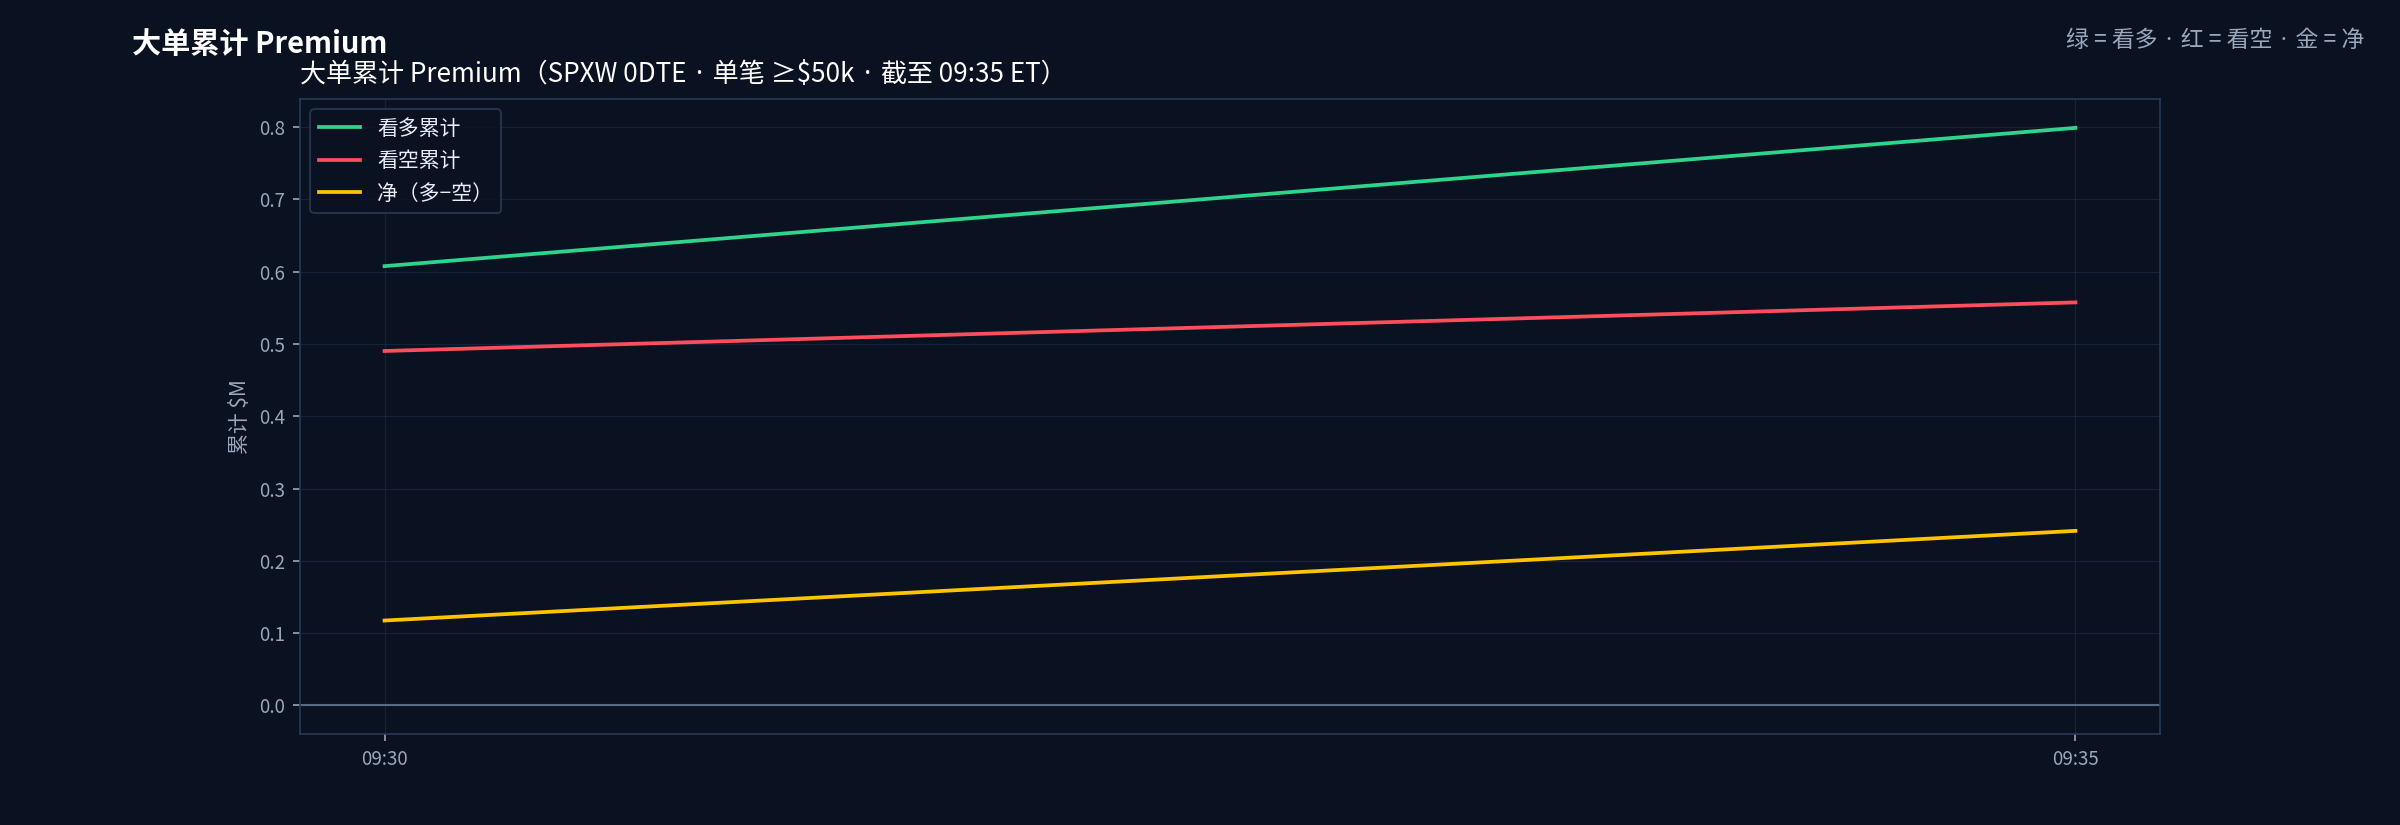 大单累计 Premium
绿 = 看多 · 红 = 看空 · 金 = 净
大单累计 Premium（SPXW 0DTE · 单笔 ≥$50k · 截至 09:35 ET）
看多累计
看空累计
净（多−空）
累计 $M
0.8
0.7
0.6
0.5
0.4
0.3
0.2
0.1
0.0
09:30
09:35